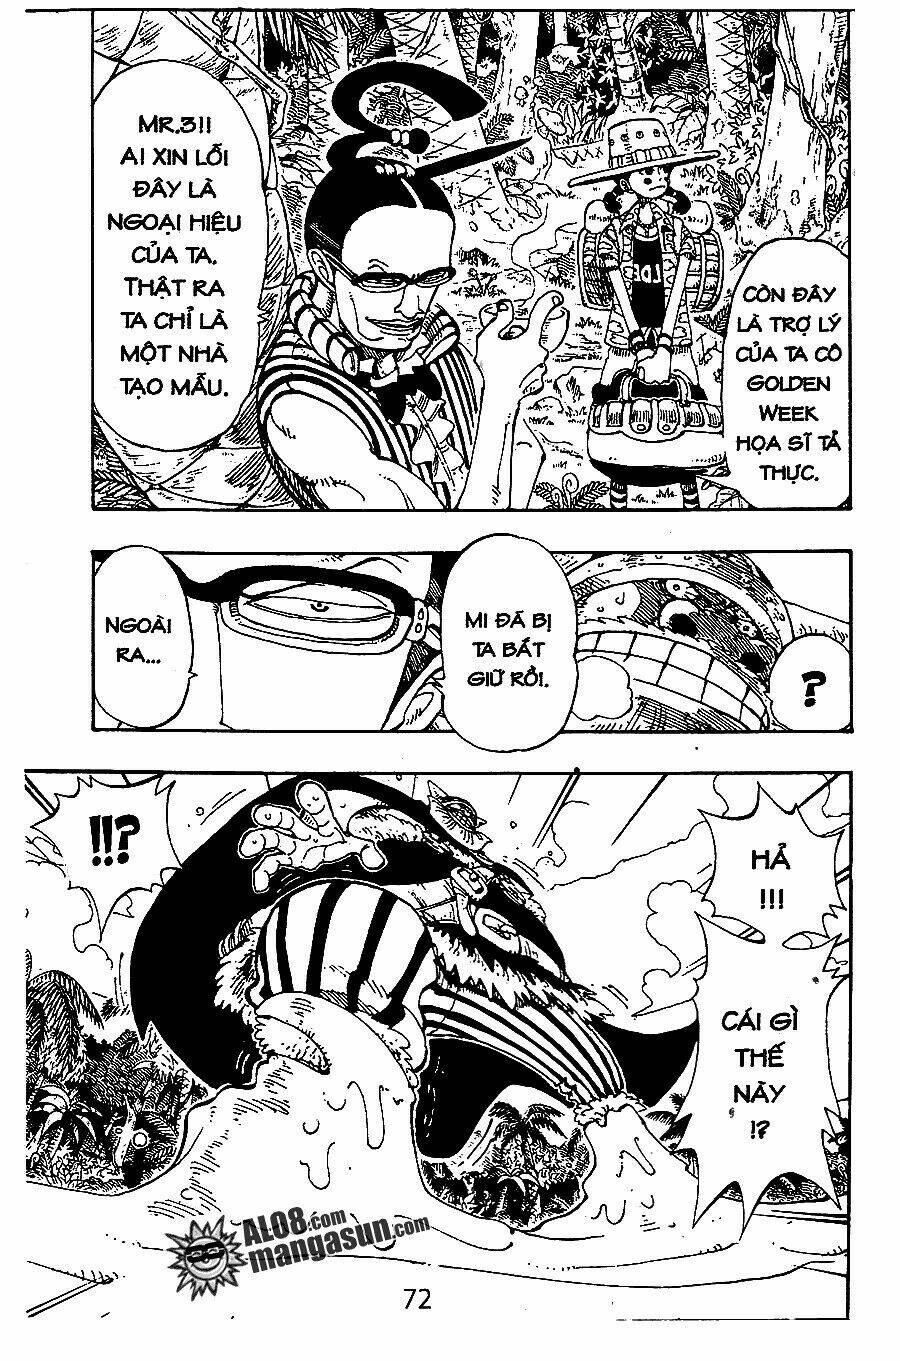 MR.3!!
AI XIN LỖI
ĐÂY LÀ
NGOẠI HIỆU
CỦA TA.
THẬT RA
TA CHỈ LÀ
MỘT NHÀ
TẠO MẪU.
CÒN ĐÂY
LÀ TRỢ LÝ
CỦA TA CÔ
GOLDEN
WEEK
HỌA SĨ TẢ
THỰC.
NGOÀI
RA...
MI ĐÃ BỊ
TA BẮT
GIỮ RỒI.
?
!!?
HẢ
!!!
CÁI GÌ
THẾ
NÀY
!?
AL08.com
mangasun.com
72